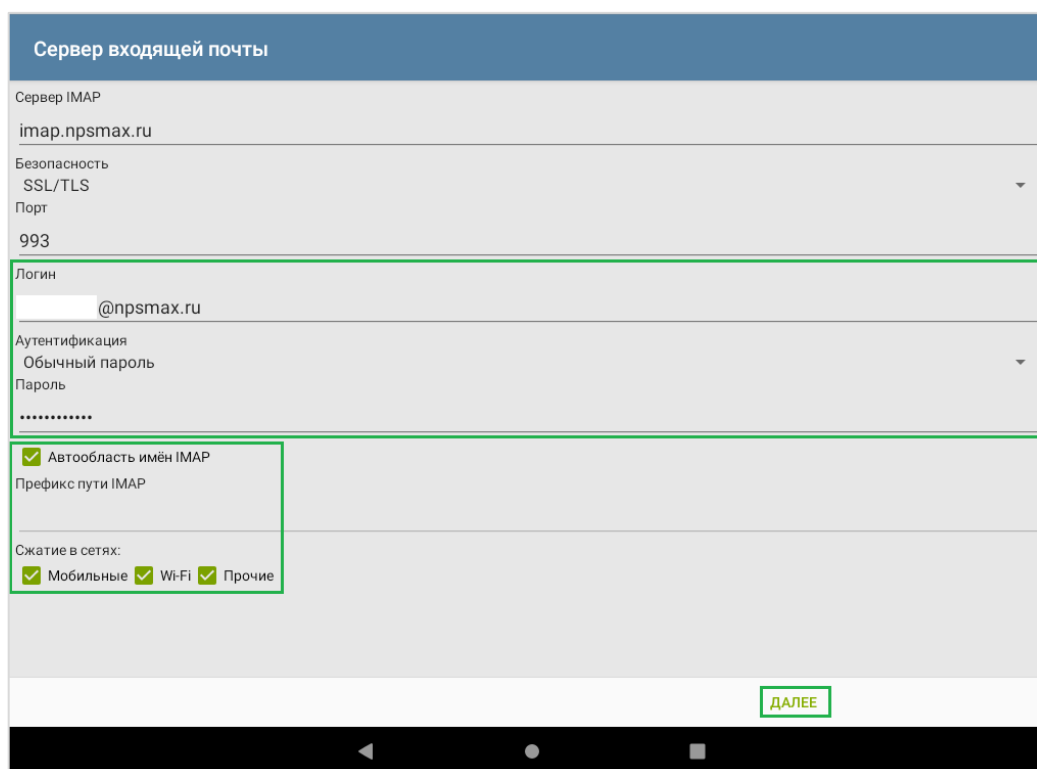 Сервер входящей почты
Сервер IMAP
imap.npsmax.ru
Безопасность
SSL/TLS
Порт
993
Логин
@npsmax.ru
Аутентификация
Обычный пароль
Пароль
••••••••••••
Автообласть имён IMAP
Префикс пути IMAP
Сжатие в сетях:
Мобильные Wi-Fi Прочие
ДАЛЕЕ